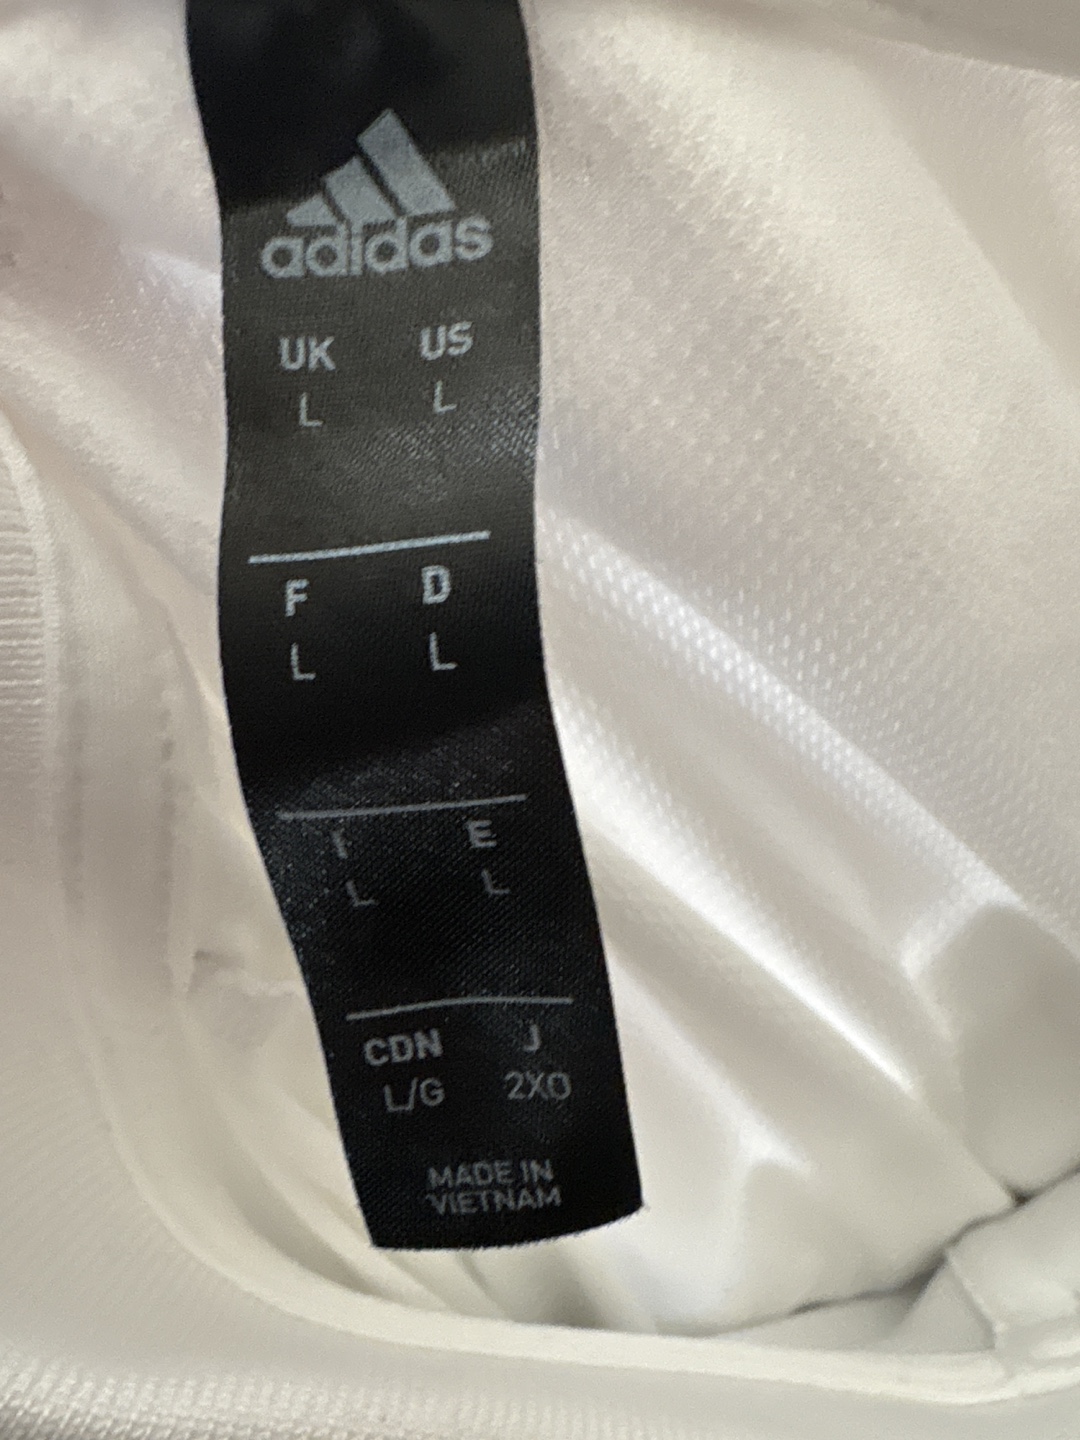 adidas
UK US
L L
F D
L L
I E
L L
CDN J
L/G 2XO
MADE IN
VIETNAM